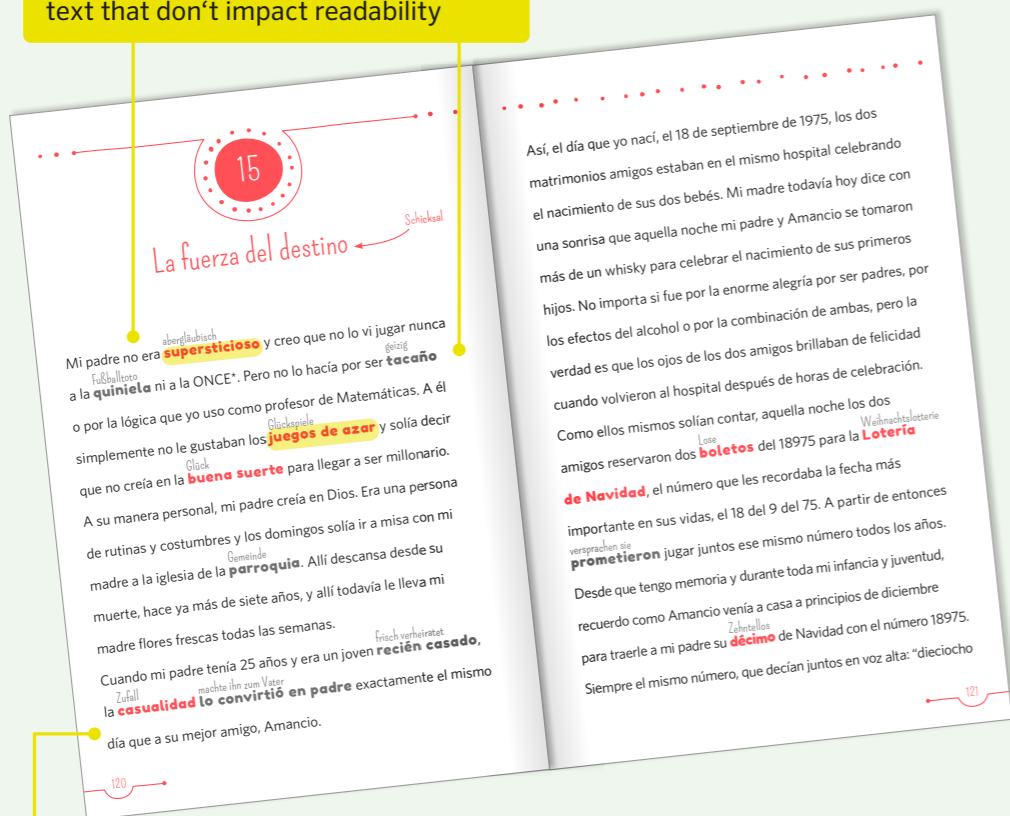 text that don't impact readability
15
La fuerza del destino
Schicksal
abergläubisch
Mi padre no era supersticioso y creo que no lo vi jugar nunca
Fußballtoto
geizig
a la quiniela ni a la ONCE*. Pero no lo hacía por ser tacaño
o por la lógica que yo uso como profesor de Matemáticas. A él
Glücksspiele
simplemente no le gustaban los juegos de azar y solía decir
Glück
que no creía en la buena suerte para llegar a ser millonario.
A su manera personal, mi padre creía en Dios. Era una persona
de rutinas y costumbres y los domingos solía ir a misa con mi
Gemeinde
madre a la iglesia de la parroquia. Allí descansa desde su
muerte, hace ya más de siete años, y allí todavía le lleva mi
madre flores frescas todas las semanas.
frisch verheiratet
Cuando mi padre tenía 25 años y era un joven recién casado,
Zufall
machte ihn zum Vater
la casualidad lo convirtió en padre exactamente el mismo
día que a su mejor amigo, Amancio.
120
Así, el día que yo nací, el 18 de septiembre de 1975, los dos
matrimonios amigos estaban en el mismo hospital celebrando
el nacimiento de sus dos bebés. Mi madre todavía hoy dice con
una sonrisa que aquella noche mi padre y Amancio se tomaron
más de un whisky para celebrar el nacimiento de sus primeros
hijos. No importa si fue por la enorme alegría por ser padres, por
los efectos del alcohol o por la combinación de ambas, pero la
verdad es que los ojos de los dos amigos brillaban de felicidad
cuando volvieron al hospital después de horas de celebración.
Como ellos mismos solían contar, aquella noche los dos
Lose
Weihnachtslotterie
amigos reservaron dos boletos del 18975 para la Lotería
de Navidad, el número que les recordaba la fecha más
importante en sus vidas, el 18 del 9 del 75. A partir de entonces
versprachen sie
prometieron jugar juntos ese mismo número todos los años.
Desde que tengo memoria y durante toda mi infancia y juventud,
recuerdo como Amancio venía a casa a principios de diciembre
Zehntellos
para traerle a mi padre su décimo de Navidad con el número 18975.
Siempre el mismo número, que decían juntos en voz alta: "dieciocho
121